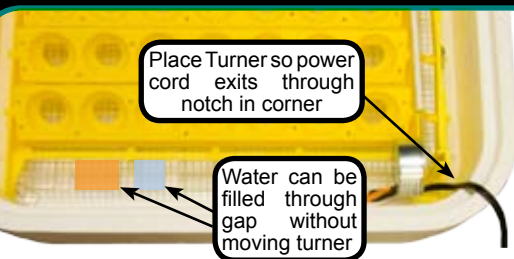 Place Turner so power
cord exits through
notch in corner
Water can be
filled through
gap without
moving turner